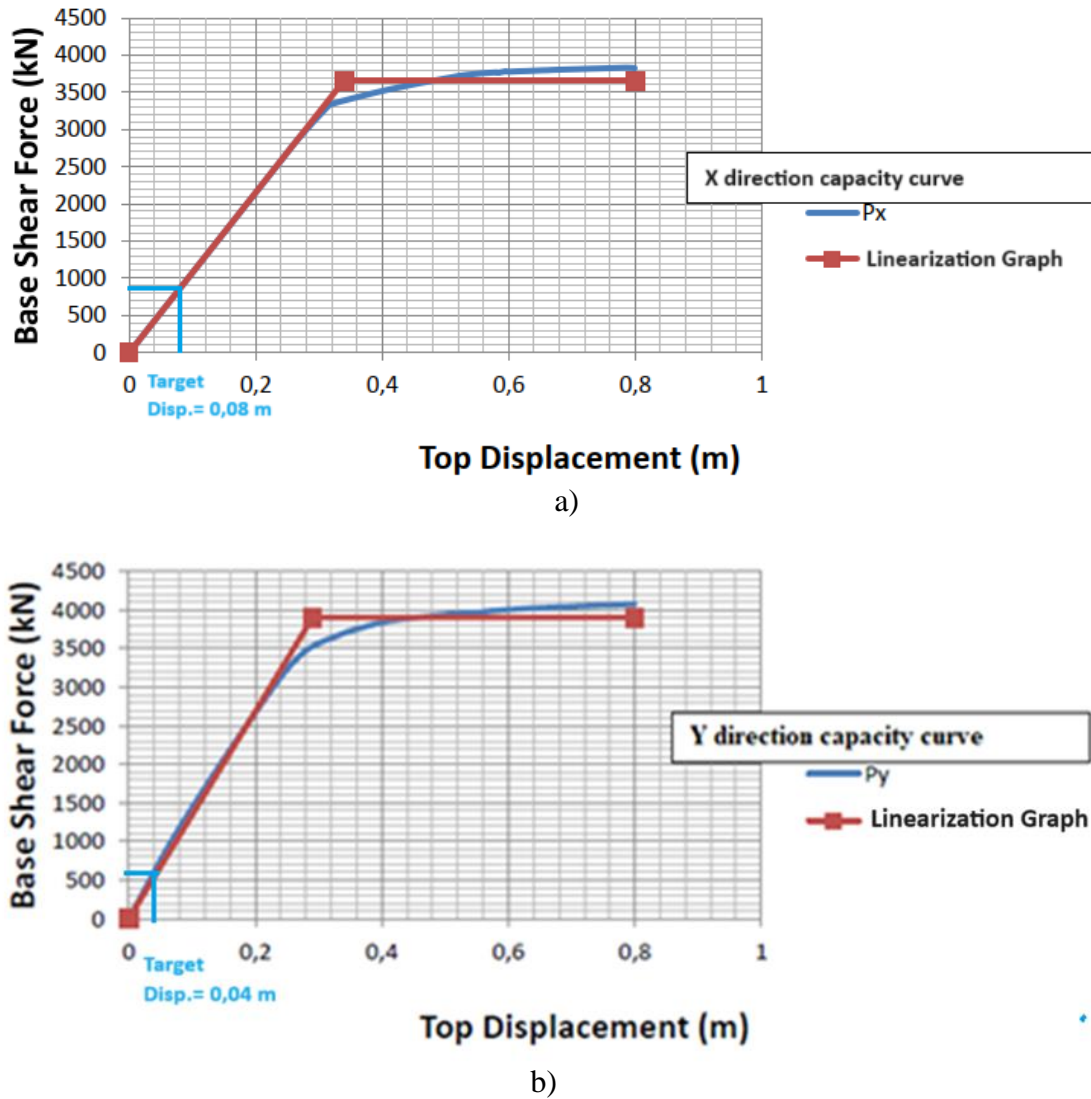 Base Shear Force (kN)
4500
4000
3500
3000
2500
2000
1500
1000
500
0
X direction capacity curve
Px
Linearization Graph
0 0,2 0,4 0,6 0,8 1
Target
Disp.= 0,08 m
Top Displacement (m)
a)
Base Shear Force (kN)
4500
4000
3500
3000
2500
2000
1500
1000
500
0
Y direction capacity curve
Py
Linearization Graph
0 0,2 0,4 0,6 0,8 1
Target
Disp.= 0,04 m
Top Displacement (m)
b)